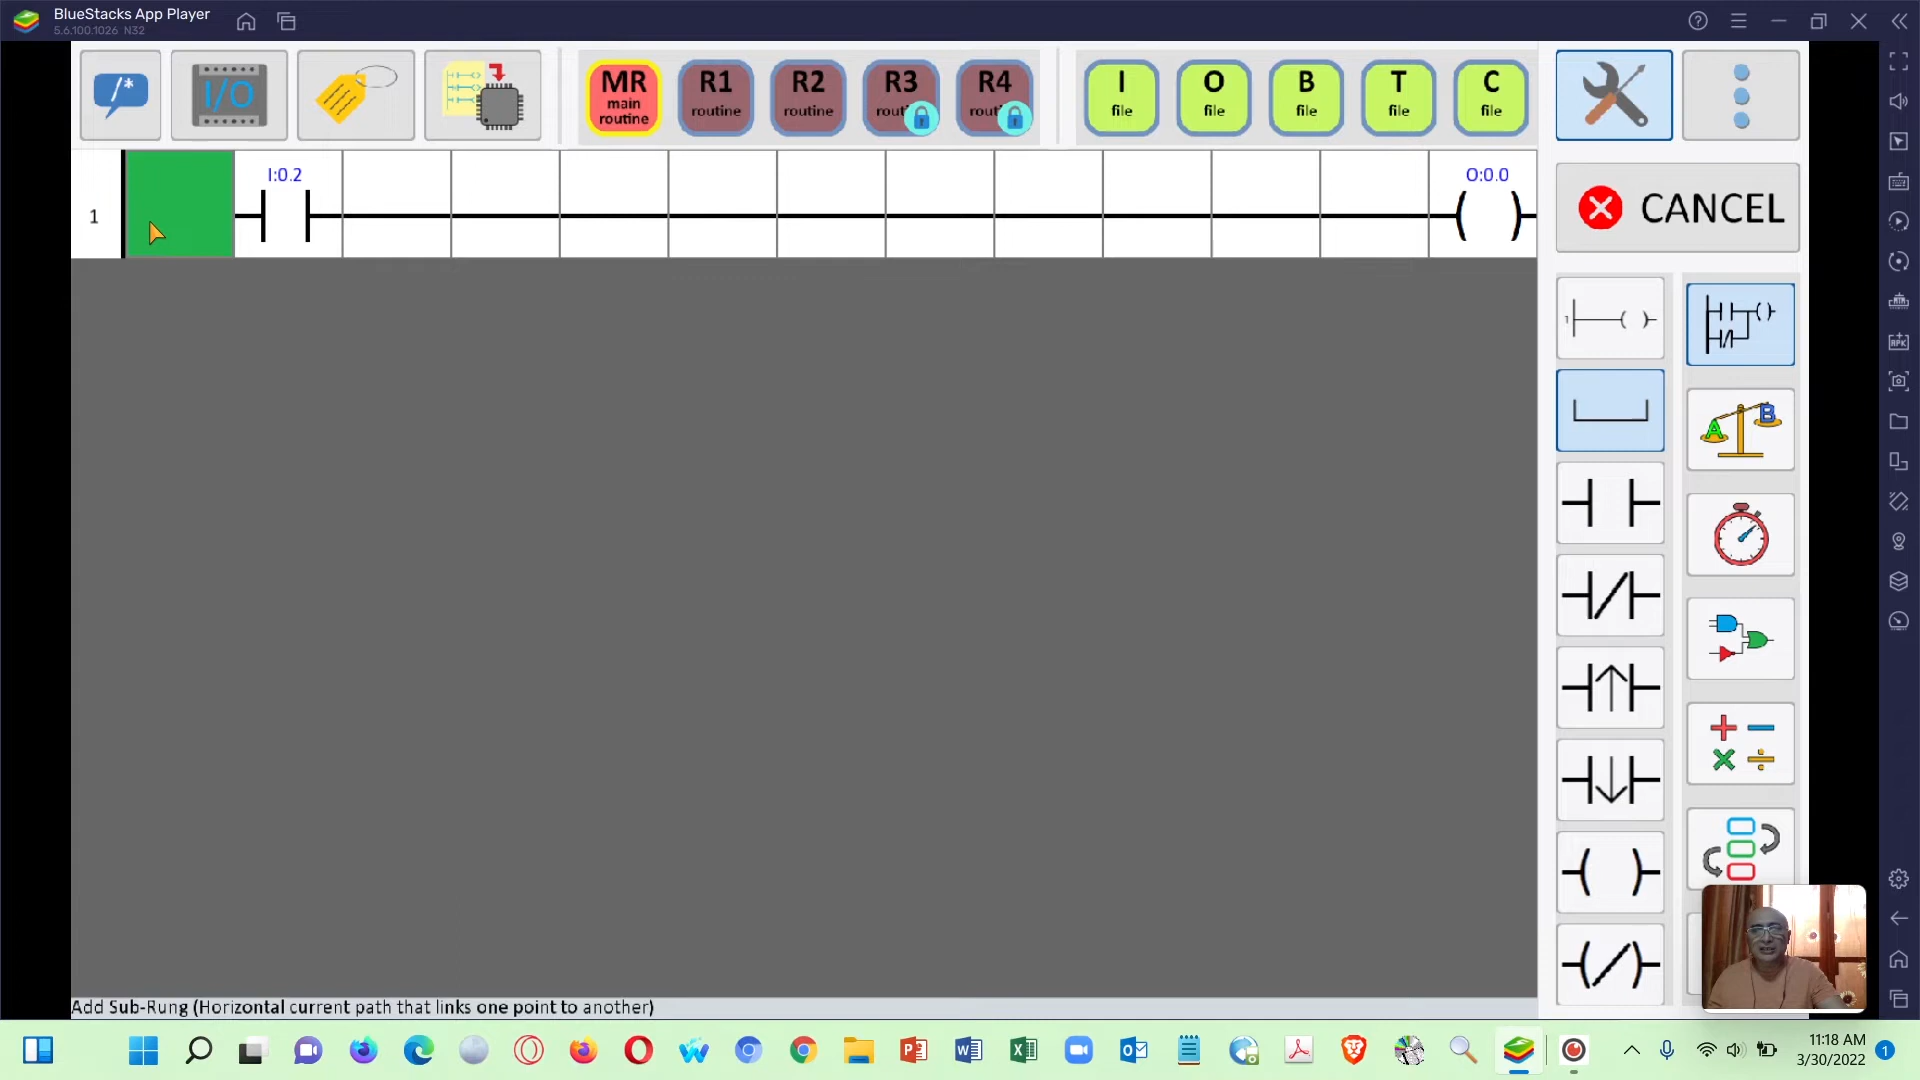 BlueStacks App Player
5.6.100.1026 N32
/*
I/O
MR
main
routine
R1
routine
R2
routine
R3
R4
I
file
O
file
B
file
T
file
C
file
I:0.2
O:0.0
1
CANCEL
1
A
B
Add Sub-Rung (Horizontal current path that links one point to another)
11:18 AM
3/30/2022
1